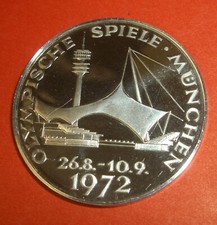 OLYMPISCHE SPIELE · MÜNCHEN
26.8.-10.9.
1972